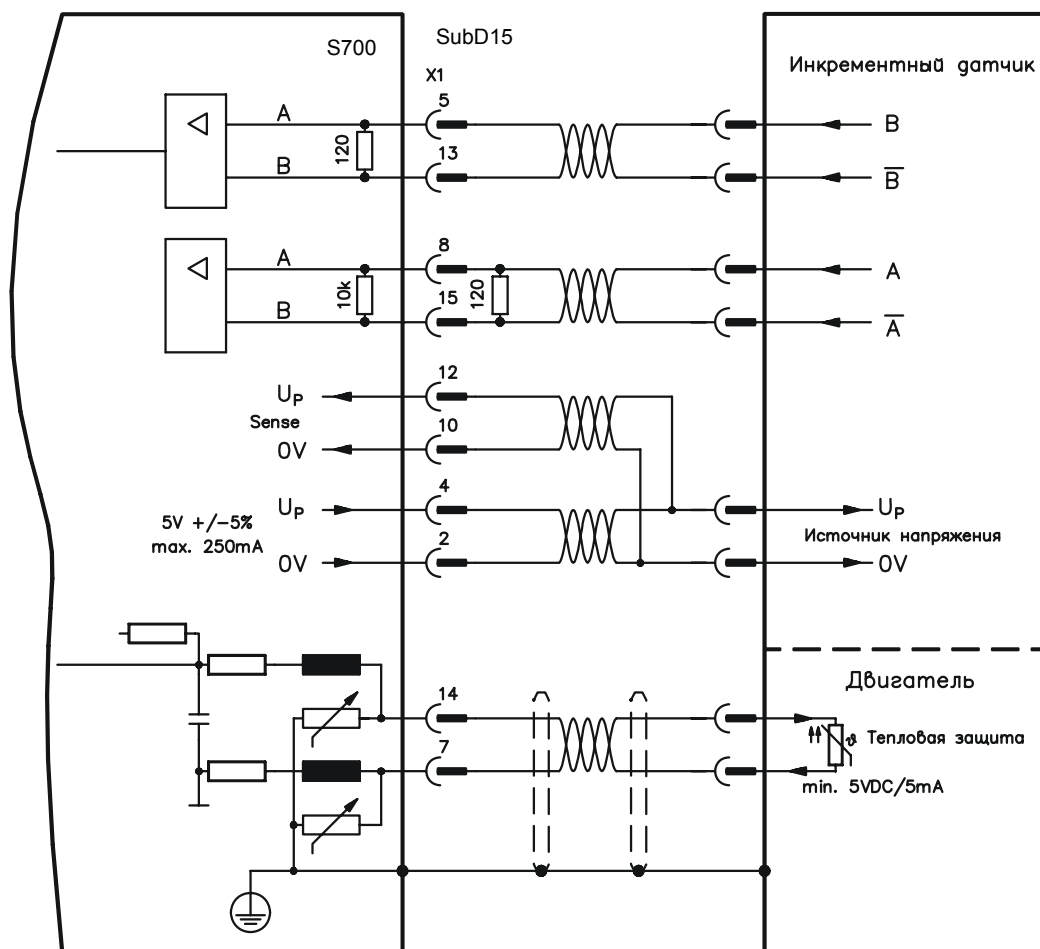 S700
SubD15
Инкрементный датчик
X1
5
A
120
B
13
B
B̅
8
A
10k
120
B
15
A
A̅
12
UP
Sense
10
0V
4
UP
5V +/-5%
max. 250mA
2
0V
UP
Источник напряжения
0V
Двигатель
14
7
ϑ Тепловая защита
min. 5VDC/5mA